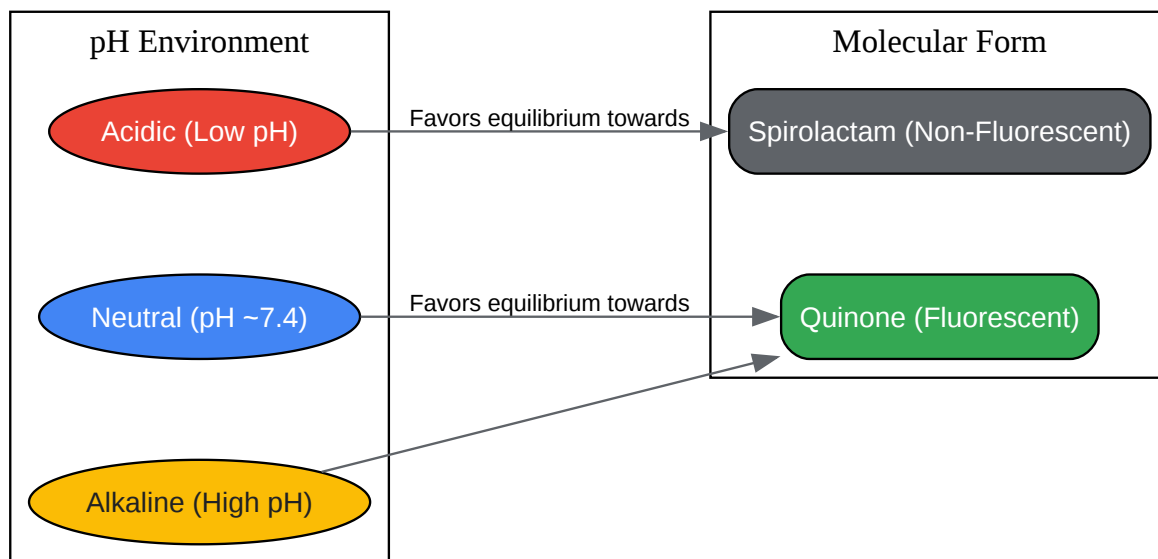 pH Environment
Molecular Form
Acidic (Low pH)
Favors equilibrium towards
Spirolactam (Non-Fluorescent)
Neutral (pH ~7.4)
Favors equilibrium towards
Quinone (Fluorescent)
Alkaline (High pH)